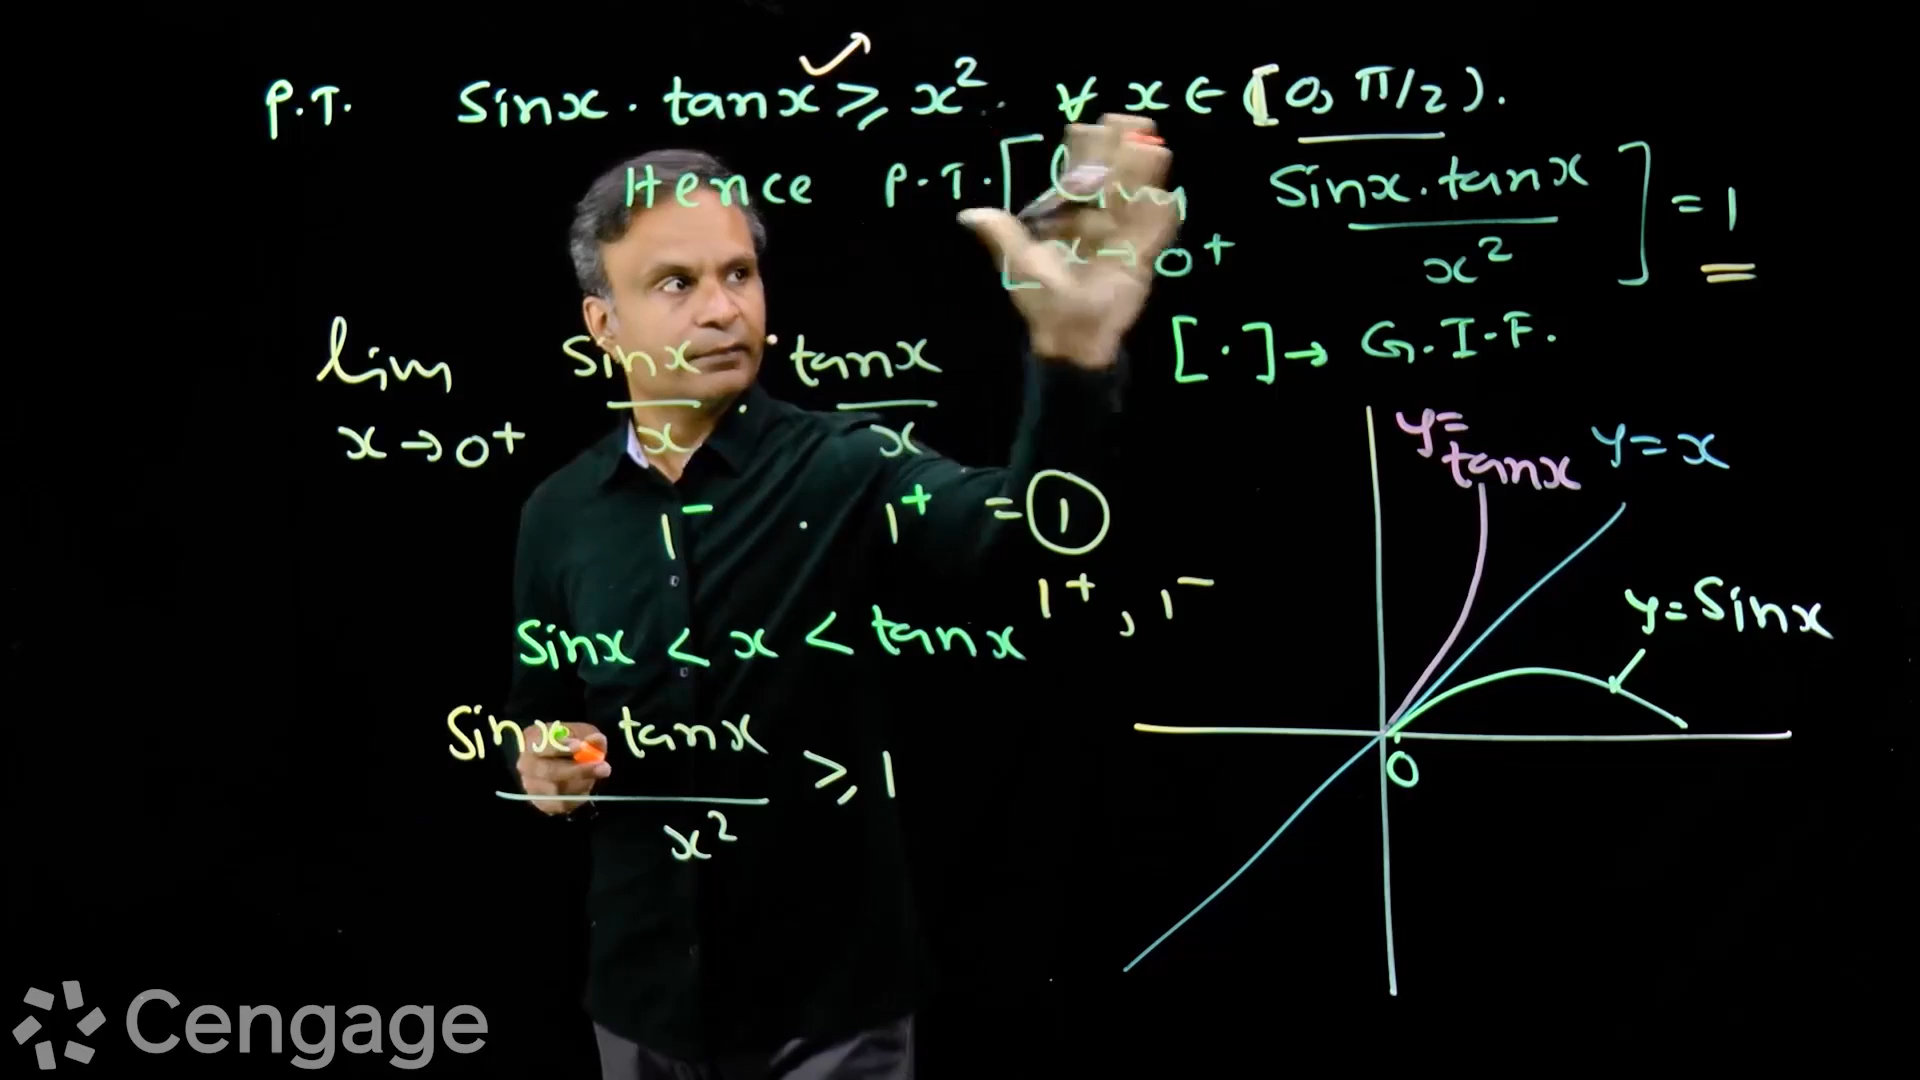 P.T. sinx . tanx ⩾ x². ∀ x ∈ [0, π/2).
Hence P.T. [lim x→0+ sinx.tanx / x²] = 1
[.] → G.I.F.
lim x→0+ sinx/x . tanx/x
1⁻ . 1⁺ = 1
1⁺, 1⁻
sinx < x < tanx
sinx tanx / x² ⩾ 1
y=tanx
y=x
y=sinx
0
Cengage